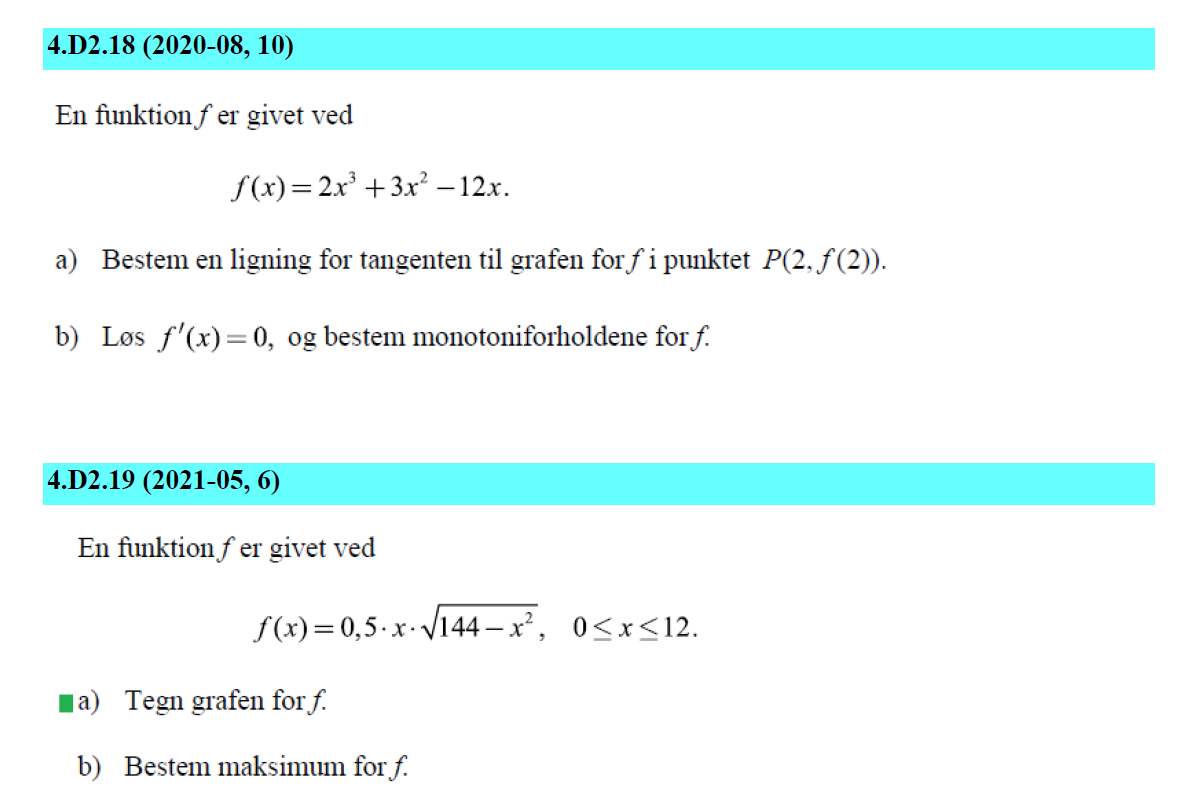 4.D2.18 (2020-08, 10)
En funktion f er givet ved
f(x) = 2x³ + 3x² – 12x.
a) Bestem en ligning for tangenten til grafen for f i punktet P(2, f(2)).
b) Løs f′(x) = 0, og bestem monotoniforholdene for f.
4.D2.19 (2021-05, 6)
En funktion f er givet ved
f(x) = 0,5 · x · √(144 – x²), 0 ≤ x ≤ 12.
a) Tegn grafen for f.
b) Bestem maksimum for f.